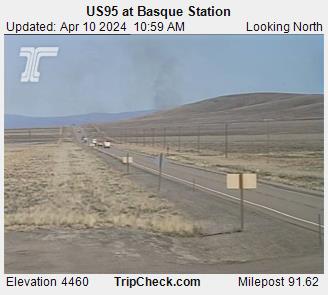 US95 at Basque Station
Updated: Apr 10 2024 10:59 AM Looking North
Elevation 4460 TripCheck.com Milepost 91.62